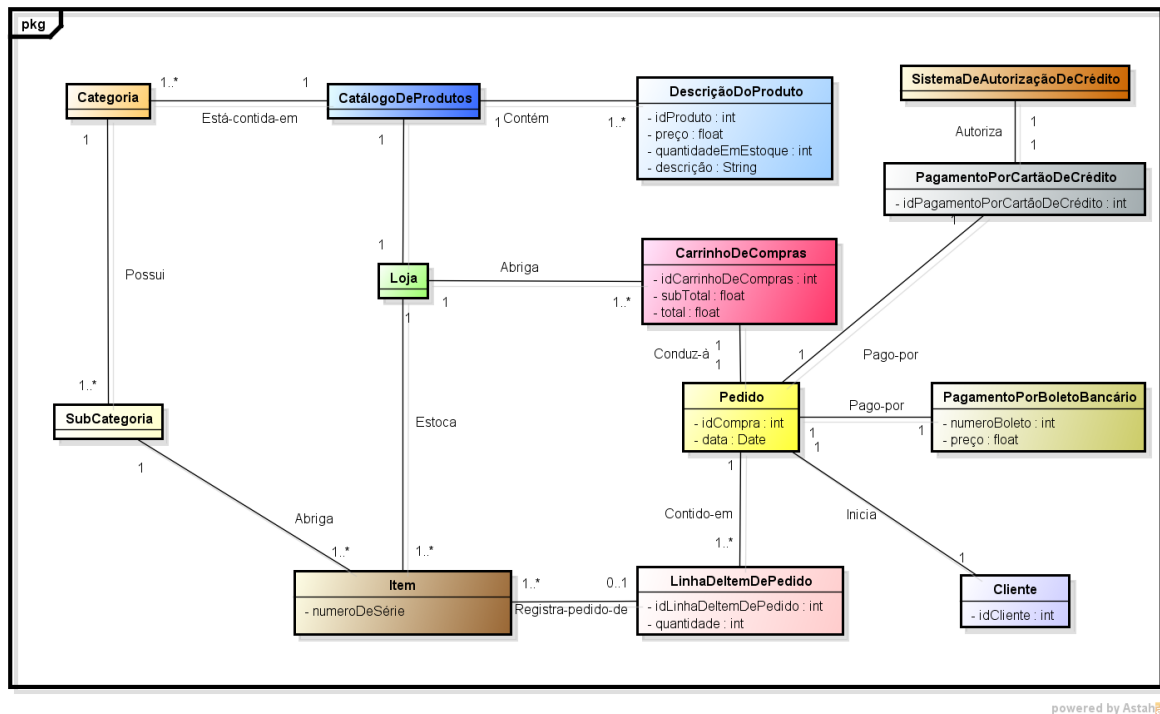 pkg
Categoria
1..*
1
Está-contida-em
CatálogoDeProdutos
1
Contém
1..*
DescriçãoDoProduto
- idProduto : int
- preço : float
- quantidadeEmEstoque : int
- descrição : String
SistemaDeAutorizaçãoDeCrédito
1
Autoriza
1
PagamentoPorCartãoDeCrédito
- idPagamentoPorCartãoDeCrédito : int
1
1
1
Possui
1
Loja
1
Abriga
1..*
CarrinhoDeCompras
- idCarrinhoDeCompras : int
- subTotal : float
- total : float
1
1
Conduz-á
1
1
Pago-por
1..*
SubCategoria
1
Estoca
Pedido
- idCompra : int
- data : Date
Pago-por
1
1
PagamentoPorBoletoBancário
- numeroBoleto : int
- preço : float
1
1
Abriga
1..*
1..*
Contido-em
1..*
Inicia
1
Item
- numeroDeSérie
1..*
0..1
Registra-pedido-de
LinhaDeItemDePedido
- idLinhaDeItemDePedido : int
- quantidade : int
Cliente
- idCliente : int
powered by Astah